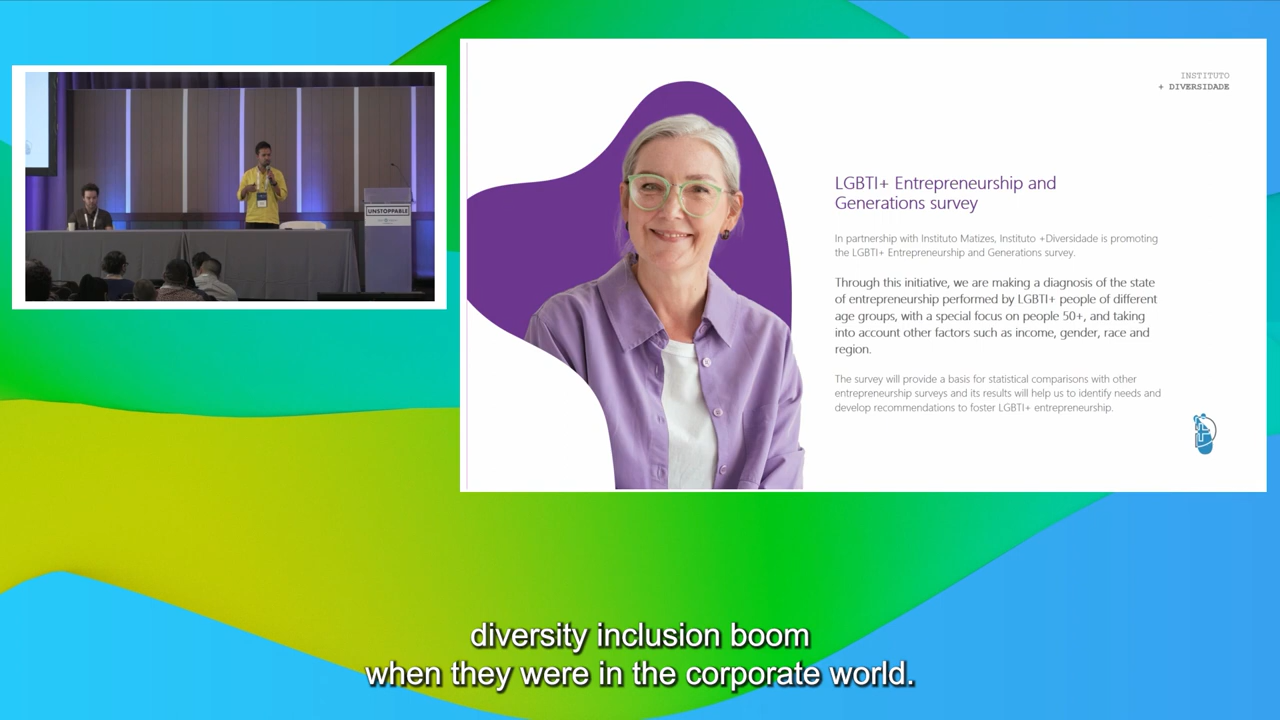 UNSTOPPABLE
INSTITUTO
+ DIVERSIDADE
LGBTI+ Entrepreneurship and
Generations survey
In partnership with Instituto Matizes, Instituto +Diversidade is promoting
the LGBTI+ Entrepreneurship and Generations survey.
Through this initiative, we are making a diagnosis of the state
of entrepreneurship performed by LGBTI+ people of different
age groups, with a special focus on people 50+, and taking
into account other factors such as income, gender, race and
region.
The survey will provide a basis for statistical comparisons with other
entrepreneurship surveys and its results will help us to identify needs and
develop recommendations to foster LGBTI+ entrepreneurship.
diversity inclusion boom
when they were in the corporate world.